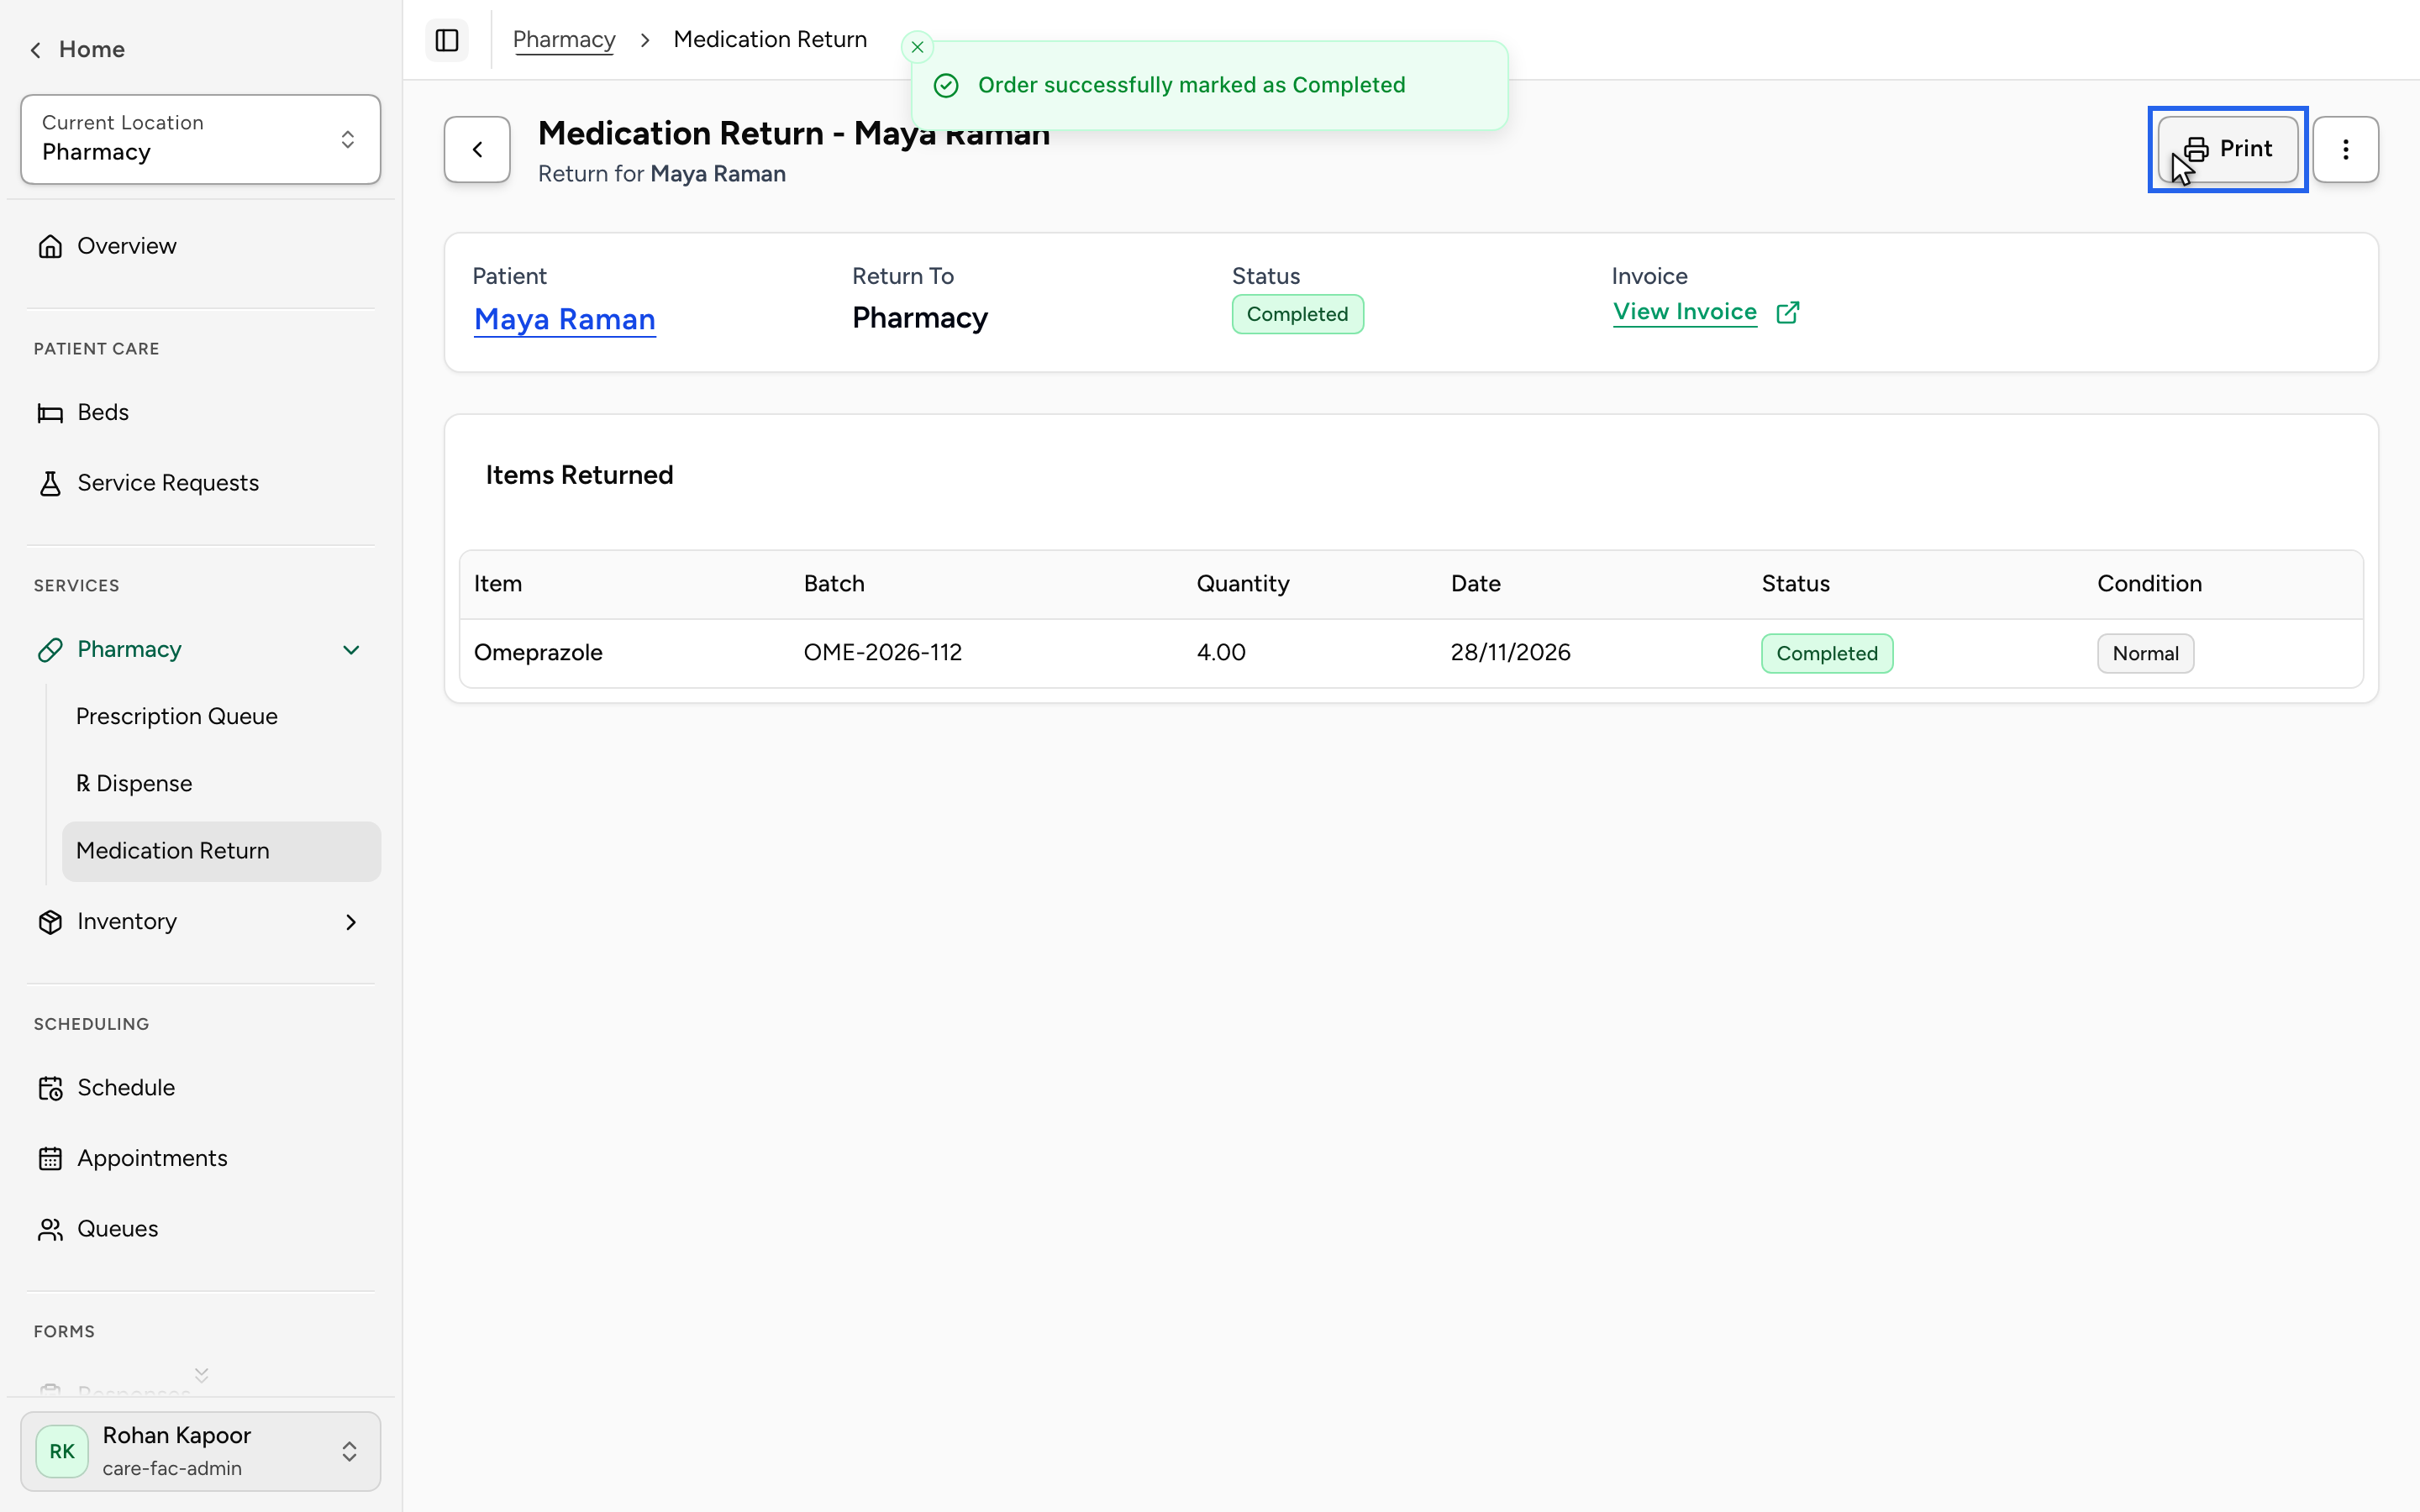 Home
Current Location
Pharmacy
Overview
PATIENT CARE
Beds
Service Requests
SERVICES
Pharmacy
Prescription Queue
℞ Dispense
Medication Return
Inventory
SCHEDULING
Schedule
Appointments
Queues
FORMS
Responses
RK
Rohan Kapoor
care-fac-admin
Pharmacy > Medication Return
Order successfully marked as Completed
Medication Return - Maya Raman
Return for Maya Raman
Print
Patient Return To Status Invoice
Maya Raman Pharmacy Completed View Invoice
Items Returned
Item Batch Quantity Date Status Condition
Omeprazole OME-2026-112 4.00 28/11/2026 Completed Normal